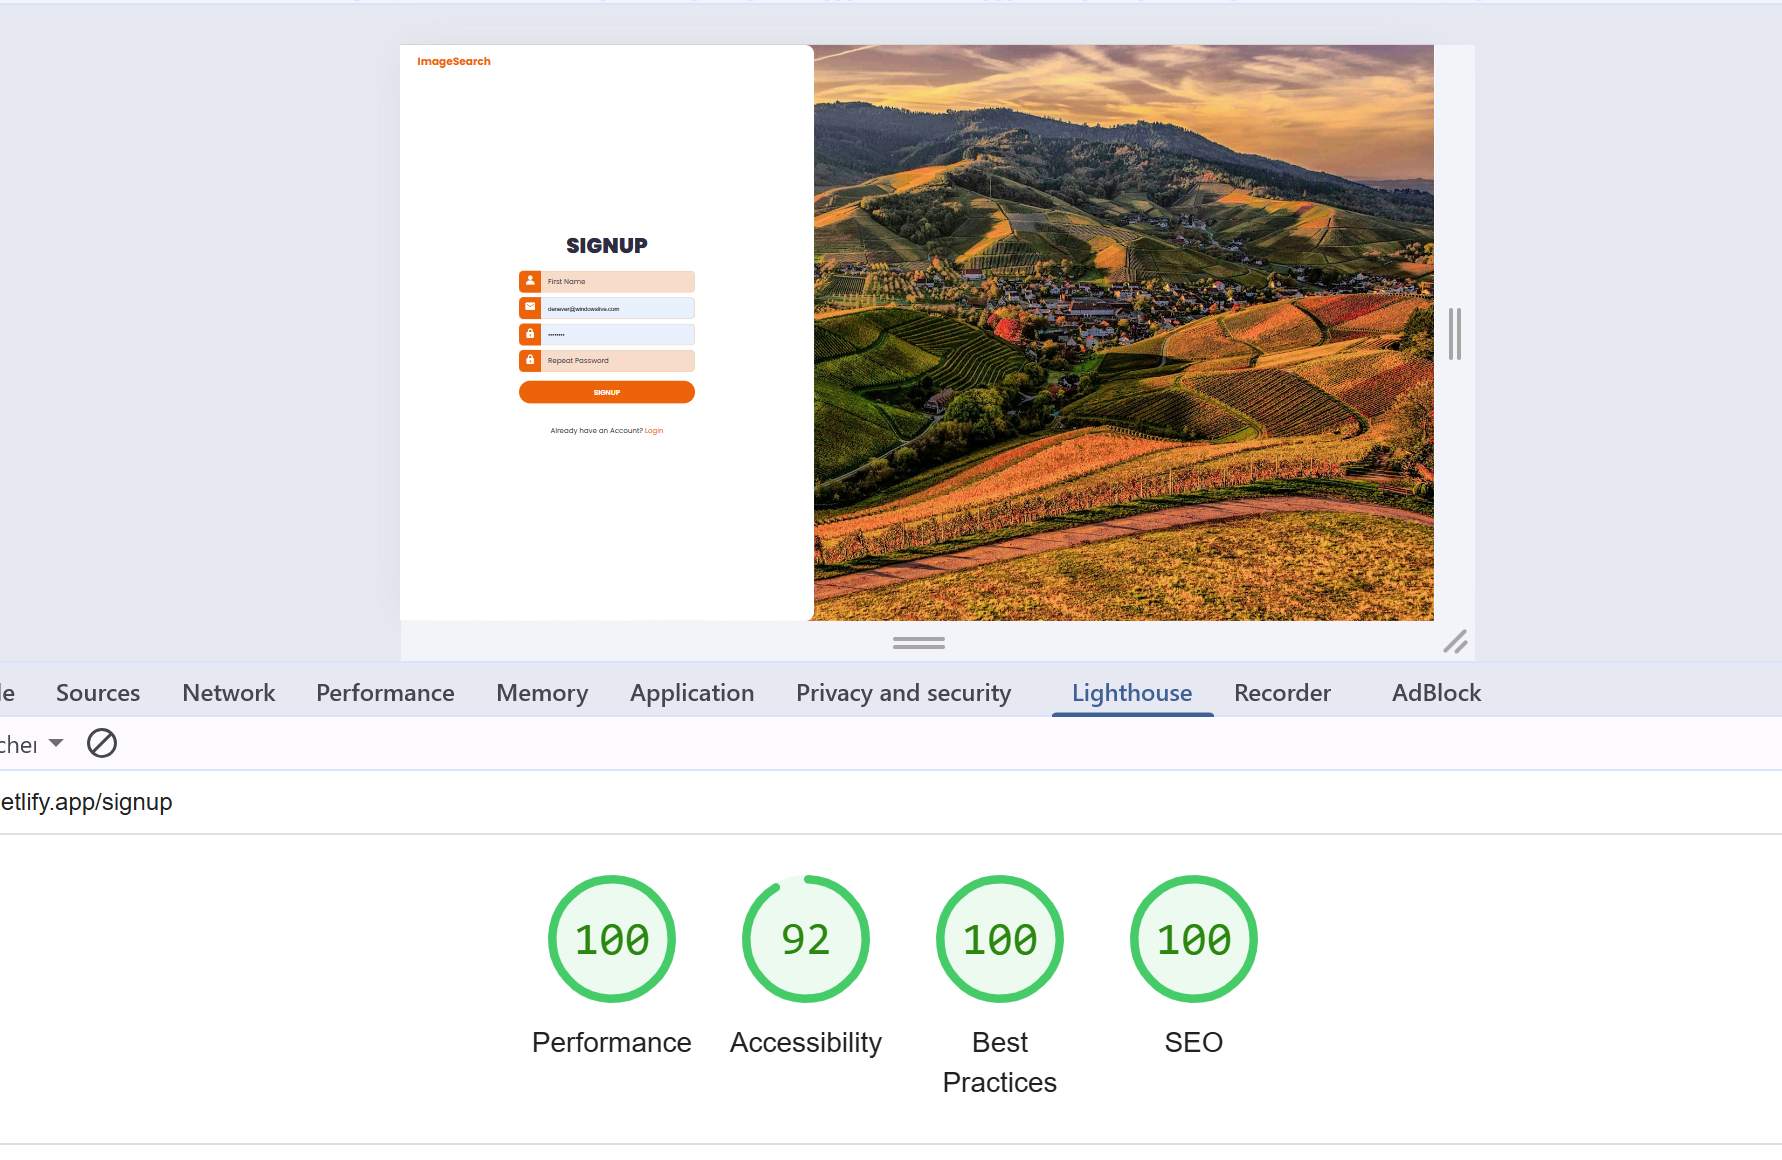 ImageSearch
SIGNUP
First Name
denever@windowslive.com
••••••••
Repeat Password
SIGNUP
Already have an Account? Login
le Sources Network Performance Memory Application Privacy and security Lighthouse Recorder AdBlock
cher
etlify.app/signup
100 92 100 100
Performance Accessibility Best Practices SEO